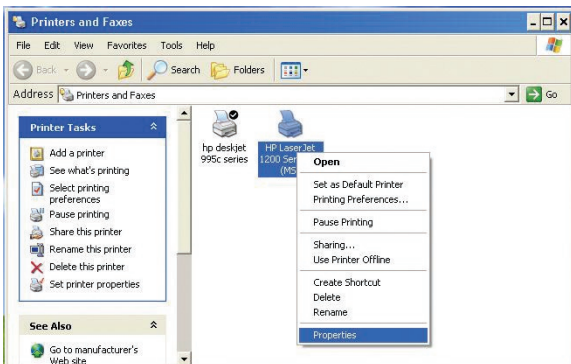 Printers and Faxes
File Edit View Favorites Tools Help
Back Search Folders
Address Printers and Faxes Go
Printer Tasks
Add a printer
See what's printing
Select printing
preferences
Pause printing
Share this printer
Rename this printer
Delete this printer
Set printer properties
See Also
Go to manufacturer's
Web site
hp deskjet
995c series
HP LaserJet
1200 Ser
(MS
Open
Set as Default Printer
Printing Preferences...
Pause Printing
Sharing...
Use Printer Offline
Create Shortcut
Delete
Rename
Properties